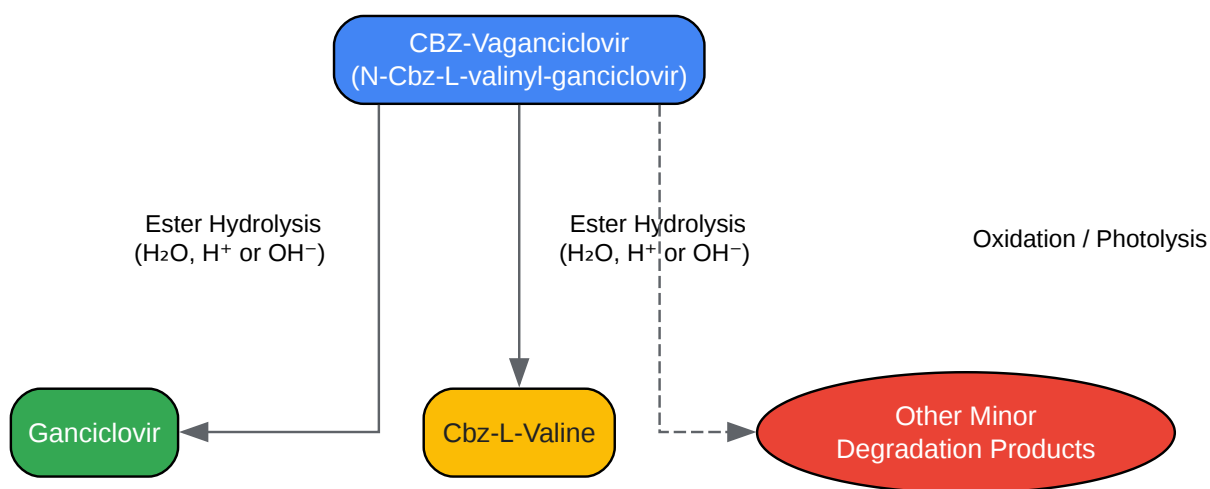 CBZ-Vaganciclovir
(N-Cbz-L-valinyl-ganciclovir)
Ester Hydrolysis
(H₂O, H⁺ or OH⁻)
Ester Hydrolysis
(H₂O, H⁺ or OH⁻)
Oxidation / Photolysis
Ganciclovir
Cbz-L-Valine
Other Minor
Degradation Products